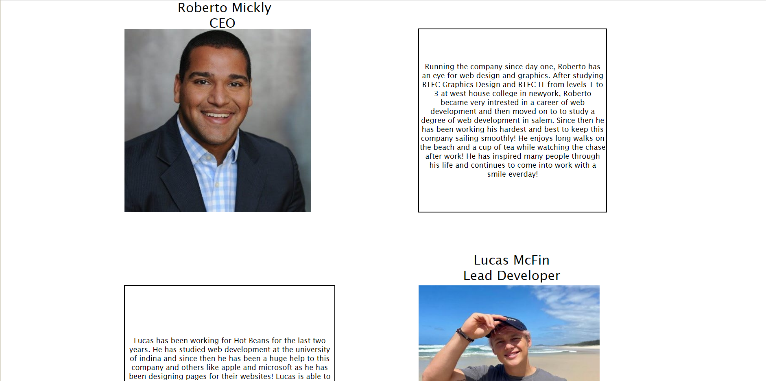 Roberto Mickly
CEO
Running the company since day one, Roberto has
an eye for web design and graphics. After studying
BTEC Graphics Design and BTEC IT from levels 1 to
3 at west house college in newyork. Roberto
became very intrested in a career of web
development and then moved on to to study a
degree of web development in salem. Since then he
has been working his hardest and best to keep this
company sailing smoothly! He enjoys long walks on
the beach and a cup of tea while watching the chase
after work! He has inspired many people through
his life and continues to come into work with a
smile everday!
Lucas McFin
Lead Developer
Lucas has been working for Hot Beans for the last two
years. He has studied web development at the university
of indina and since then he has been a huge help to this
company and others like apple and microsoft as he has
been designing pages for their websites! Lucas is able to